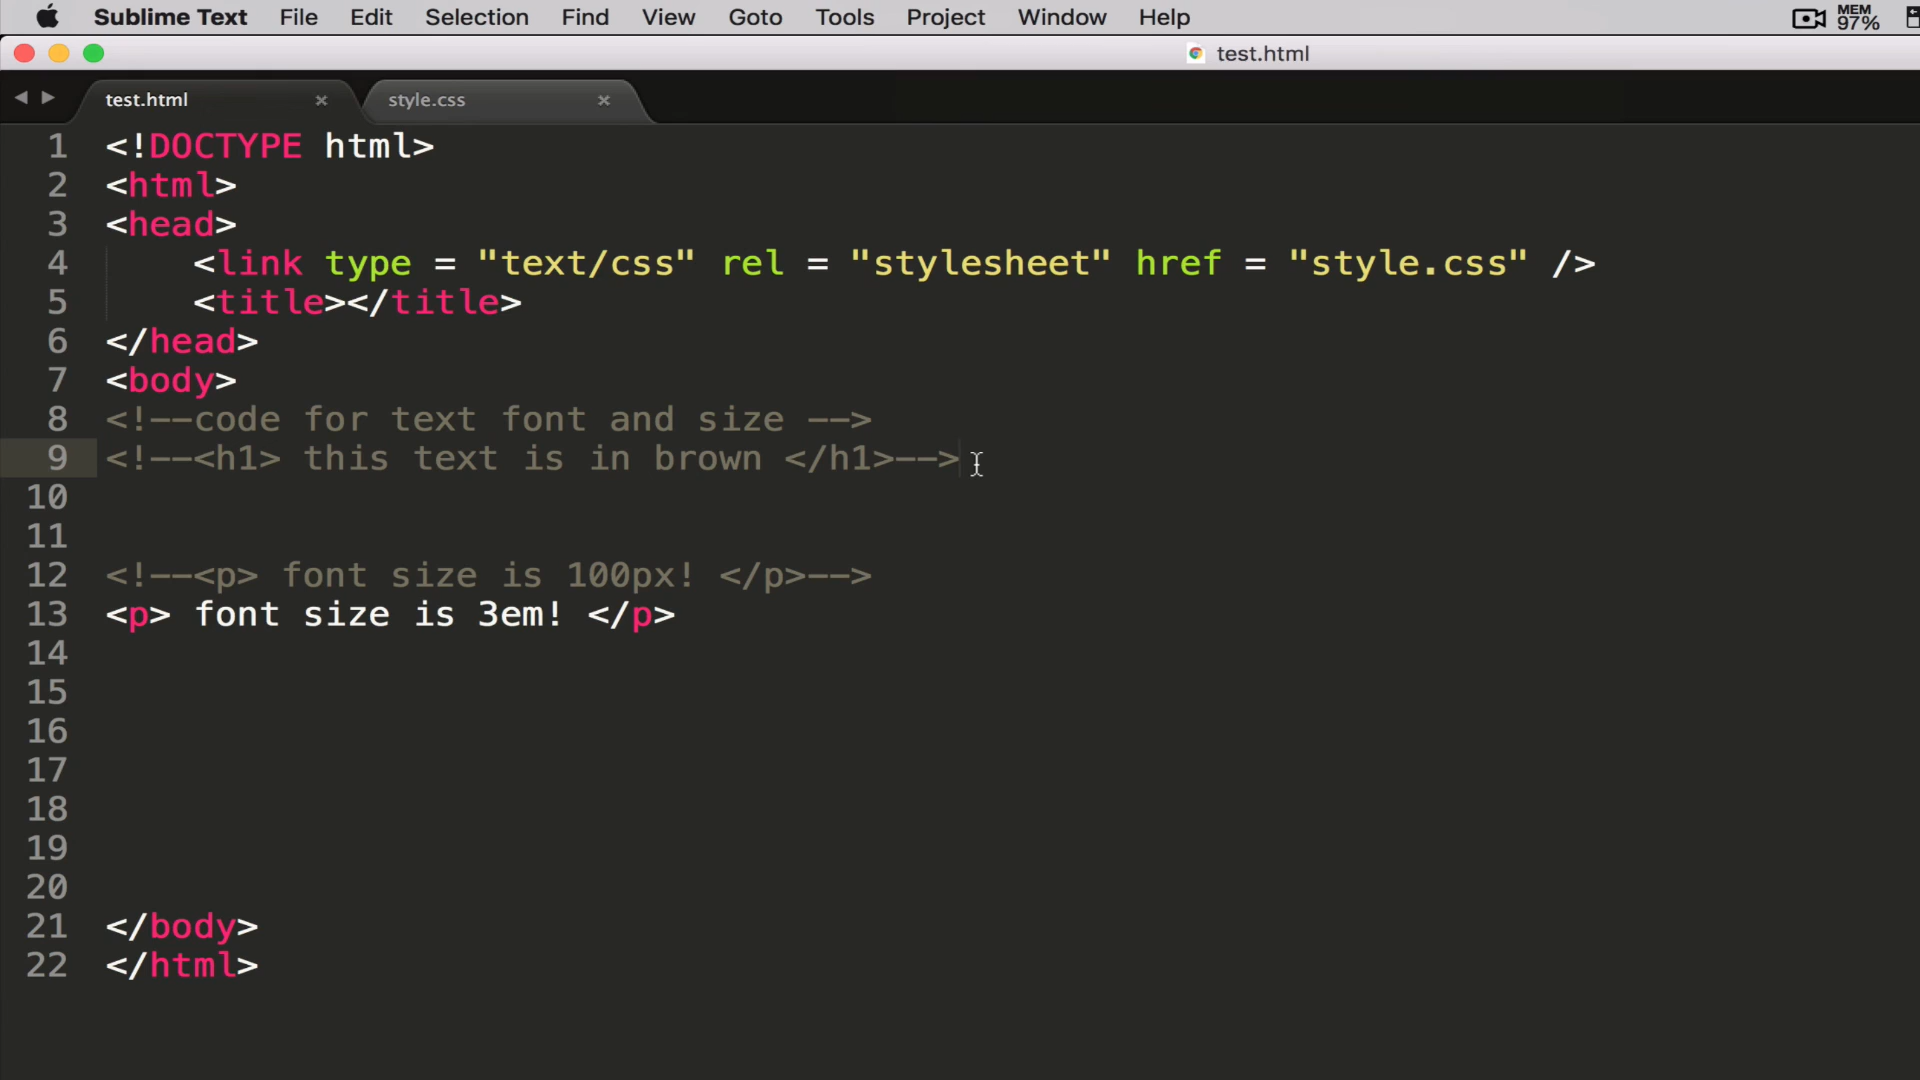 Sublime Text File Edit Selection Find View Goto Tools Project Window Help MEM 97%
test.html
test.html × style.css ×
1 <!DOCTYPE html>
2 <html>
3 <head>
4 <link type = "text/css" rel = "stylesheet" href = "style.css" />
5 <title></title>
6 </head>
7 <body>
8 <!--code for text font and size -->
9 <!--<h1> this text is in brown </h1>-->
10
11
12 <!--<p> font size is 100px! </p>-->
13 <p> font size is 3em! </p>
14
15
16
17
18
19
20
21 </body>
22 </html>